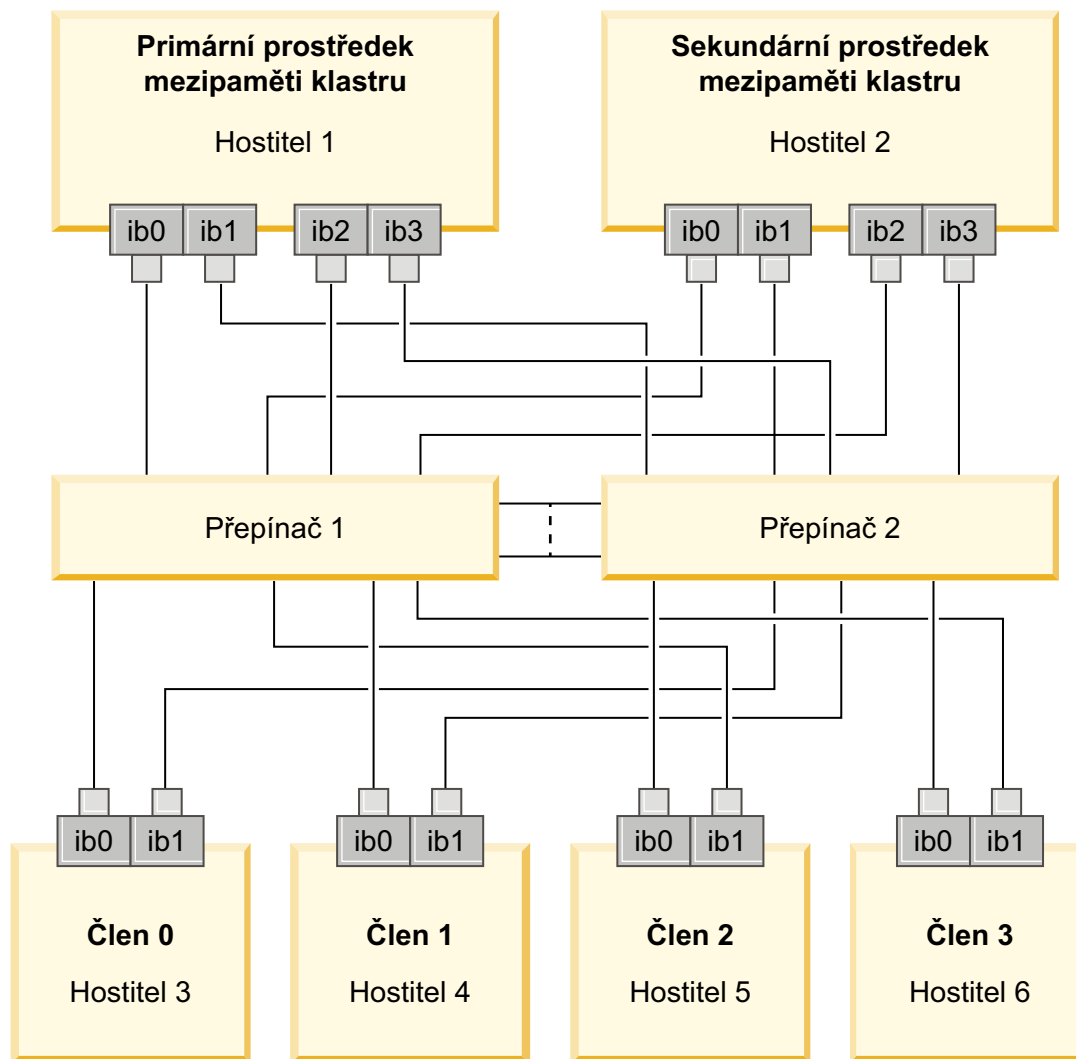 Primární prostředek
mezipaměti klastru
Hostitel 1
ib0 ib1 ib2 ib3
Sekundární prostředek
mezipaměti klastru
Hostitel 2
ib0 ib1 ib2 ib3
Přepínač 1
Přepínač 2
ib0 ib1
Člen 0
Hostitel 3
ib0 ib1
Člen 1
Hostitel 4
ib0 ib1
Člen 2
Hostitel 5
ib0 ib1
Člen 3
Hostitel 6